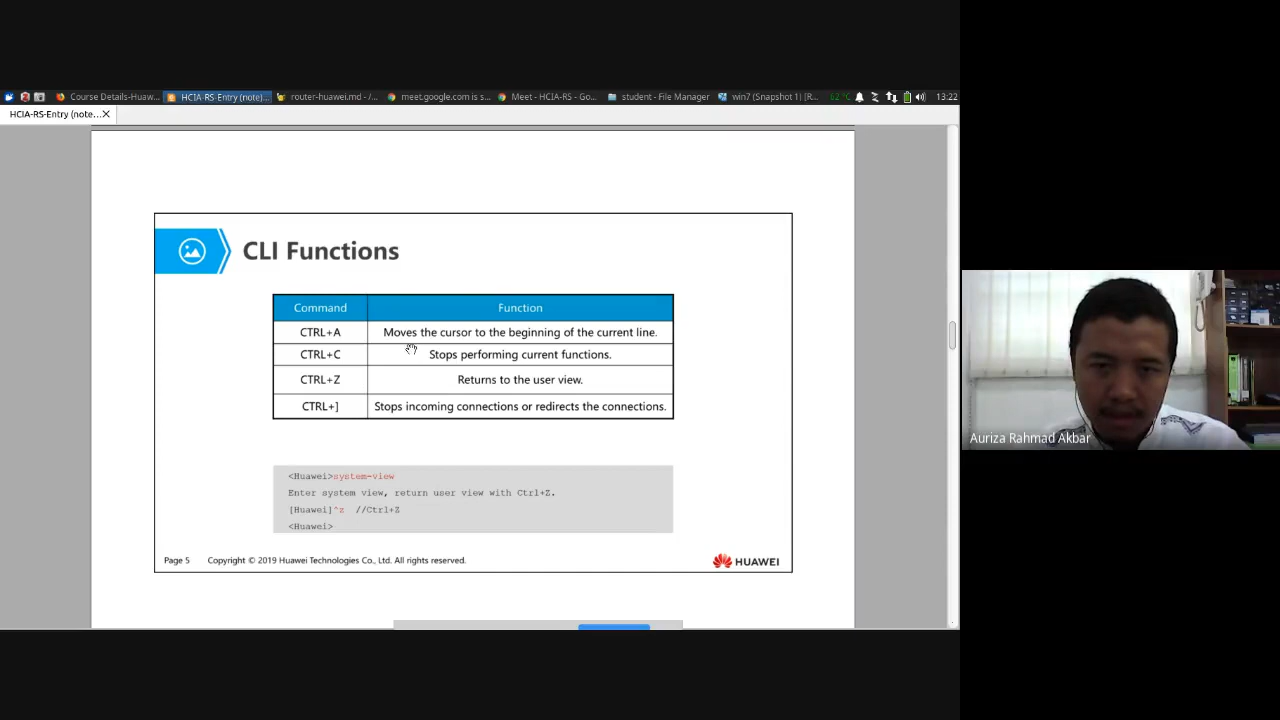 Course Details-Huaw...
HCIA-RS-Entry (note)...
router-huawei.md - /...
meet.google.com is s...
Meet - HCIA-RS - Go...
student - File Manager
win7 (Snapshot 1) [R...
62 °C
13:22
HCIA-RS-Entry (note...
CLI Functions
Command Function
CTRL+A Moves the cursor to the beginning of the current line.
CTRL+C Stops performing current functions.
CTRL+Z Returns to the user view.
CTRL+] Stops incoming connections or redirects the connections.
<Huawei>system-view
Enter system view, return user view with Ctrl+Z.
[Huawei]^z //Ctrl+Z
<Huawei>
Page 5 Copyright © 2019 Huawei Technologies Co., Ltd. All rights reserved.
HUAWEI
Auriza Rahmad Akbar